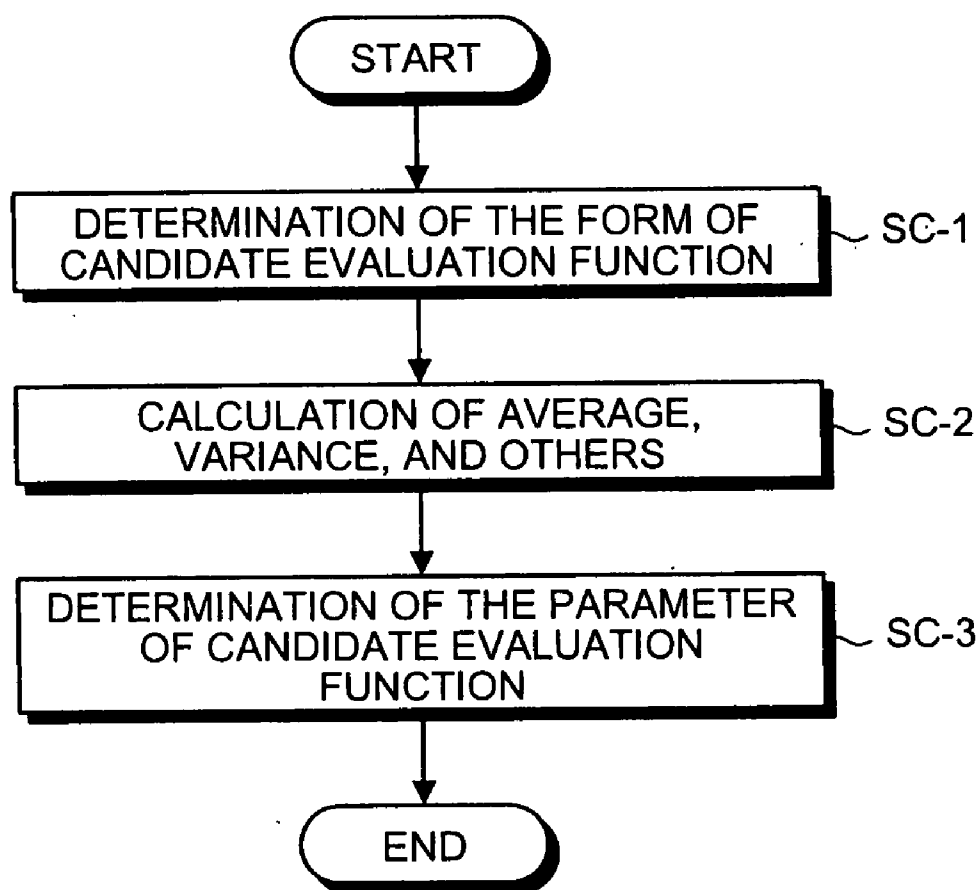 START
DETERMINATION OF THE FORM OF
CANDIDATE EVALUATION FUNCTION
SC-1
CALCULATION OF AVERAGE,
VARIANCE, AND OTHERS
SC-2
DETERMINATION OF THE PARAMETER
OF CANDIDATE EVALUATION
FUNCTION
SC-3
END